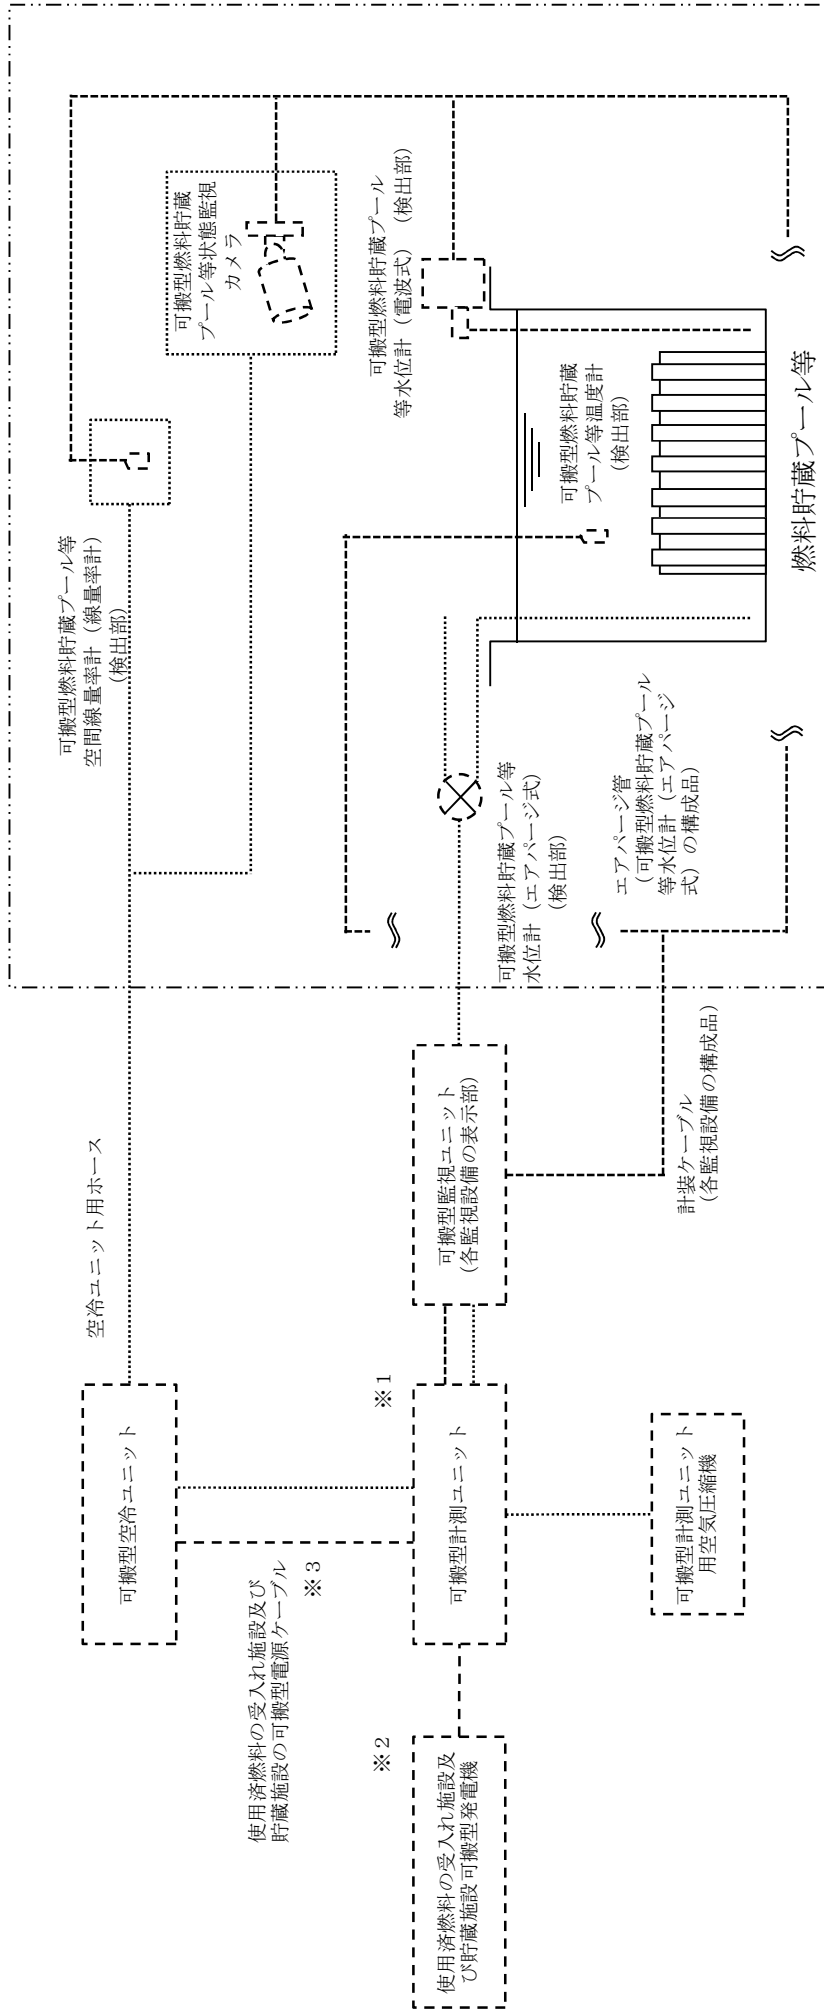 可搬型燃料貯蔵プール等
空間線量率計（線量率計）
（検出部）
可搬型燃料貯蔵
プール等状態監視
カメラ
可搬型燃料貯蔵プール
等水位計（電波式）（検出部）
可搬型燃料貯蔵
プール等温度計
（検出部）
燃料貯蔵プール等
可搬型燃料貯蔵プール等
水位計（エアパージ式）
（検出部）
エアパージ管
（可搬型燃料貯蔵プール
等水位計（エアパージ
式）の構成品）
空冷ユニット用ホース
可搬型監視ユニット
（各監視設備の表示部）
計装ケーブル
（各監視設備の構成品）
可搬型空冷ユニット
※1
可搬型計測ユニット
可搬型計測ユニット
用空気圧縮機
使用済燃料の受入れ施設及び
貯蔵施設の可搬型電源ケーブル
※3
※2
使用済燃料の受入れ施設及
び貯蔵施設可搬型発電機